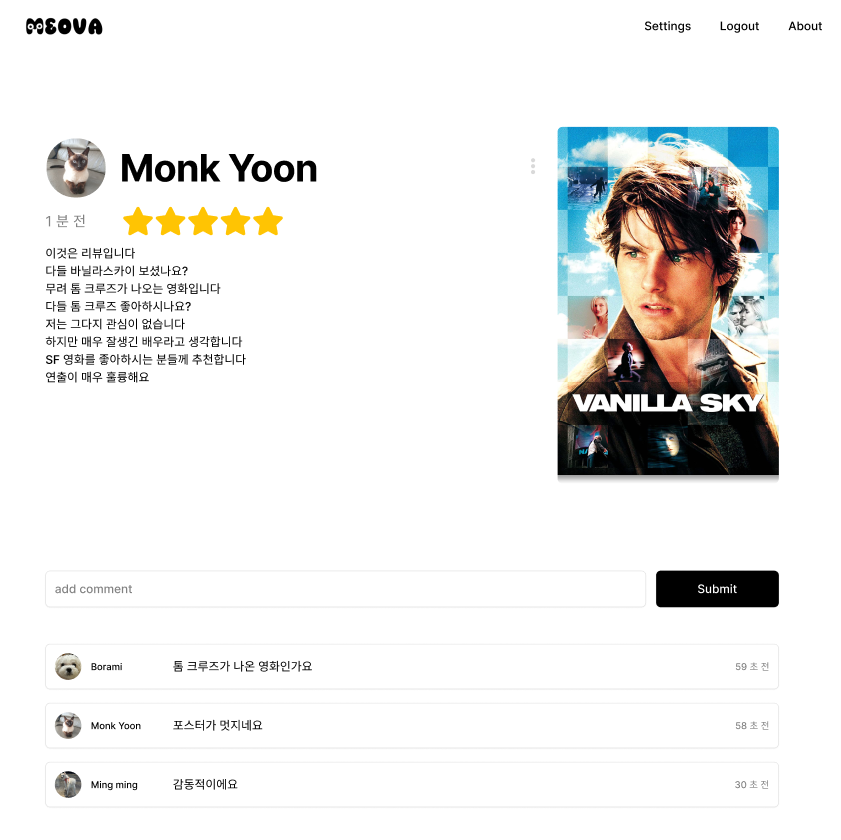 MEOVA
Settings Logout About
Monk Yoon
1 분 전
이것은 리뷰입니다
다들 바닐라스카이 보셨나요?
무려 톰 크루즈가 나오는 영화입니다
다들 톰 크루즈 좋아하시나요?
저는 그다지 관심이 없습니다
하지만 매우 잘생긴 배우라고 생각합니다
SF 영화를 좋아하시는 분들께 추천합니다
연출이 매우 훌륭해요
VANILLA SKY
add comment
Submit
Borami 톰 크루즈가 나온 영화인가요 59 초 전
Monk Yoon 포스터가 멋지네요 58 초 전
Ming ming 감동적이에요 30 초 전